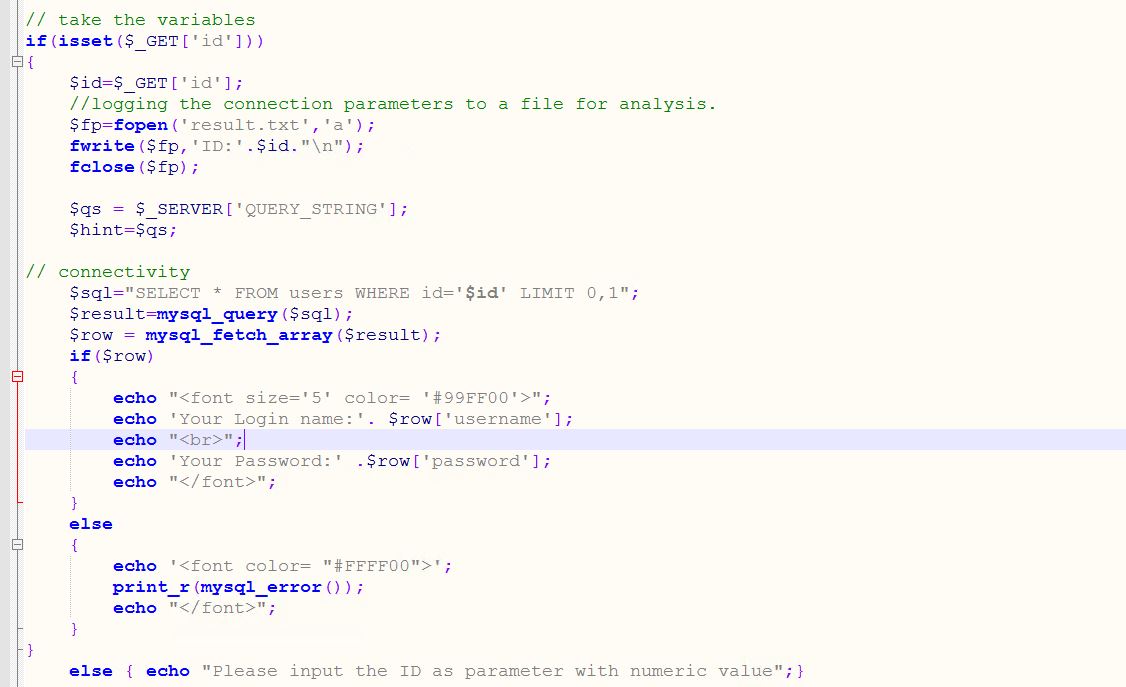 // take the variables
if(isset($_GET['id']))
{
    $id=$_GET['id'];
    //logging the connection parameters to a file for analysis.
    $fp=fopen('result.txt','a');
    fwrite($fp,'ID:'.$id."\n");
    fclose($fp);

    $qs = $_SERVER['QUERY_STRING'];
    $hint=$qs;

// connectivity
    $sql="SELECT * FROM users WHERE id='$id' LIMIT 0,1";
    $result=mysql_query($sql);
    $row = mysql_fetch_array($result);
    if($row)
    {
        echo "<font size='5' color= '#99FF00'>";
        echo 'Your Login name:'. $row['username'];
        echo "<br>";
        echo 'Your Password:' .$row['password'];
        echo "</font>";
    }
    else
    {
        echo '<font color= "#FFFF00">';
        print_r(mysql_error());
        echo "</font>";
    }
}
    else { echo "Please input the ID as parameter with numeric value";}